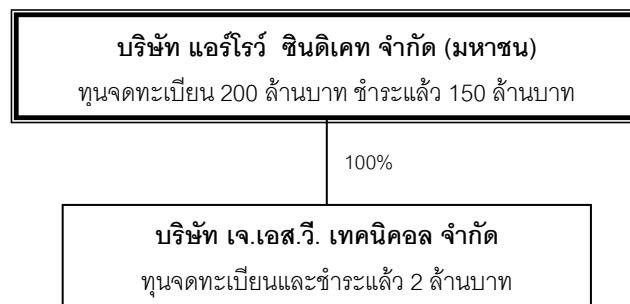 บริษัท แอร์โรว์ ซินดิเคท จำกัด (มหาชน)
ทุนจดทะเบียน 200 ล้านบาท ชำระแล้ว 150 ล้านบาท
100%
บริษัท เจ.เอส.วี. เทคนิคอล จำกัด
ทุนจดทะเบียนและชำระแล้ว 2 ล้านบาท